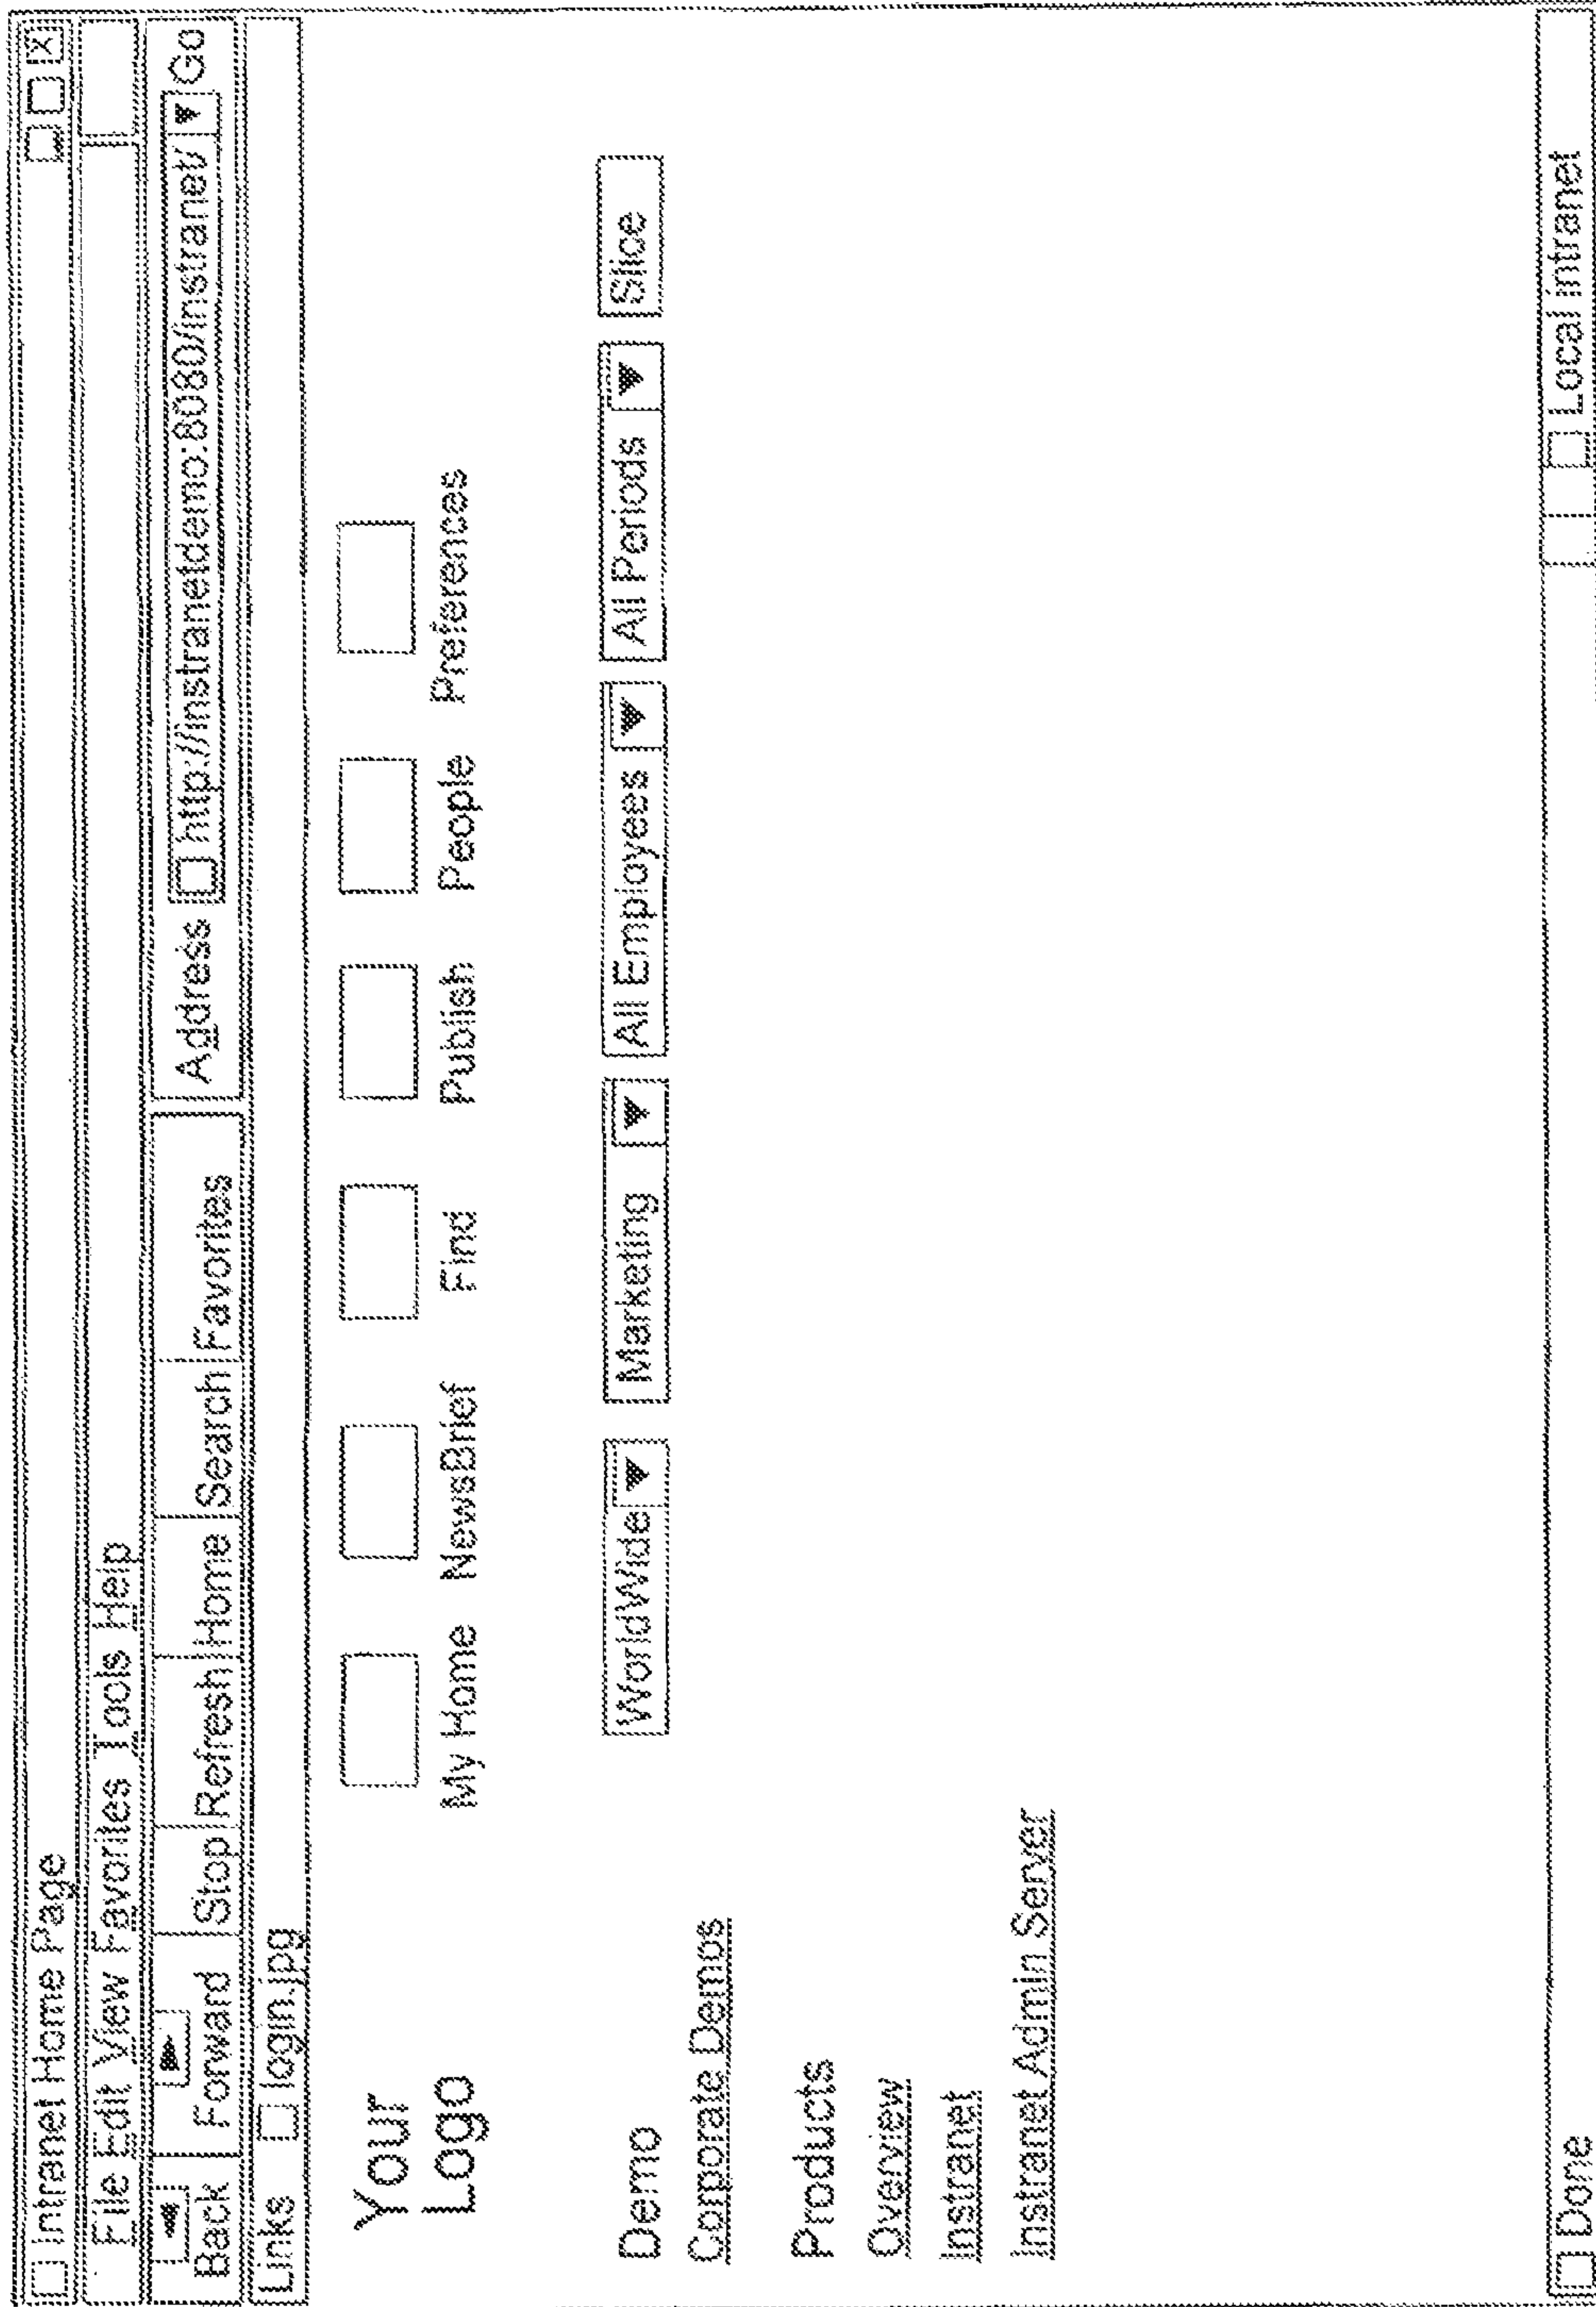 Intranet Home Page
File Edit View Favorites Tools Help
Back Forward Stop Refresh Home Search Favorites Address http://instranetdemo:8080/instranet/ Go
Links login.jpg
Your
Logo
My Home NewsBrief Find Publish People Preferences
Demo WorldWide Marketing All Employees All Periods Slice
Corporate Demos
Products
Overview
Instranet
Instranet Admin Server
Done Local intranet